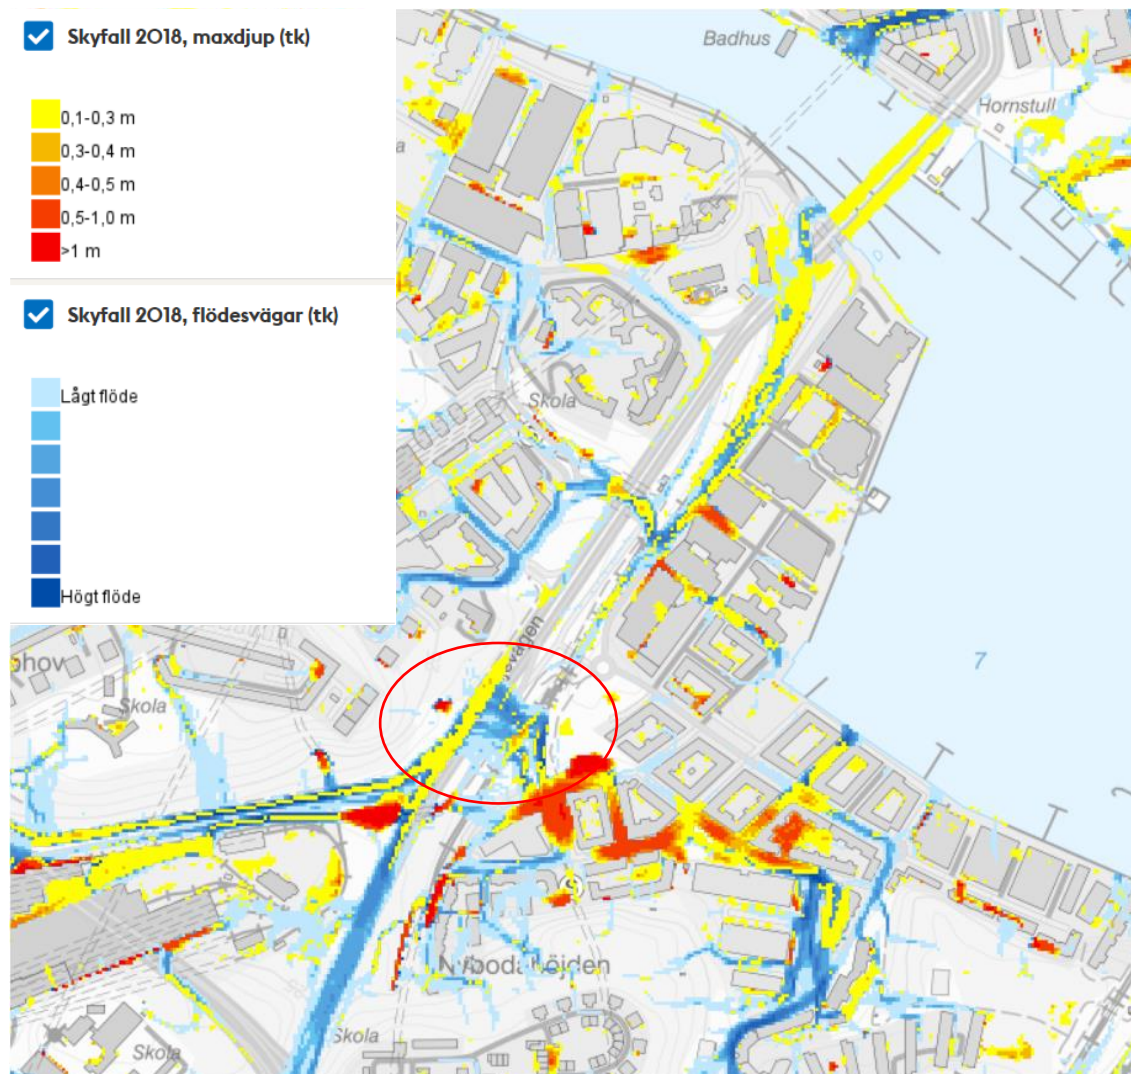 Skyfall 2018, maxdjup (tk)
0,1-0,3 m
0,3-0,4 m
0,4-0,5 m
0,5-1,0 m
>1 m
Skyfall 2018, flödesvägar (tk)
Lågt flöde
Högt flöde
Badhus
Hornstull
Skola
7
Skola
Nybodahöjden
Skola
Skola